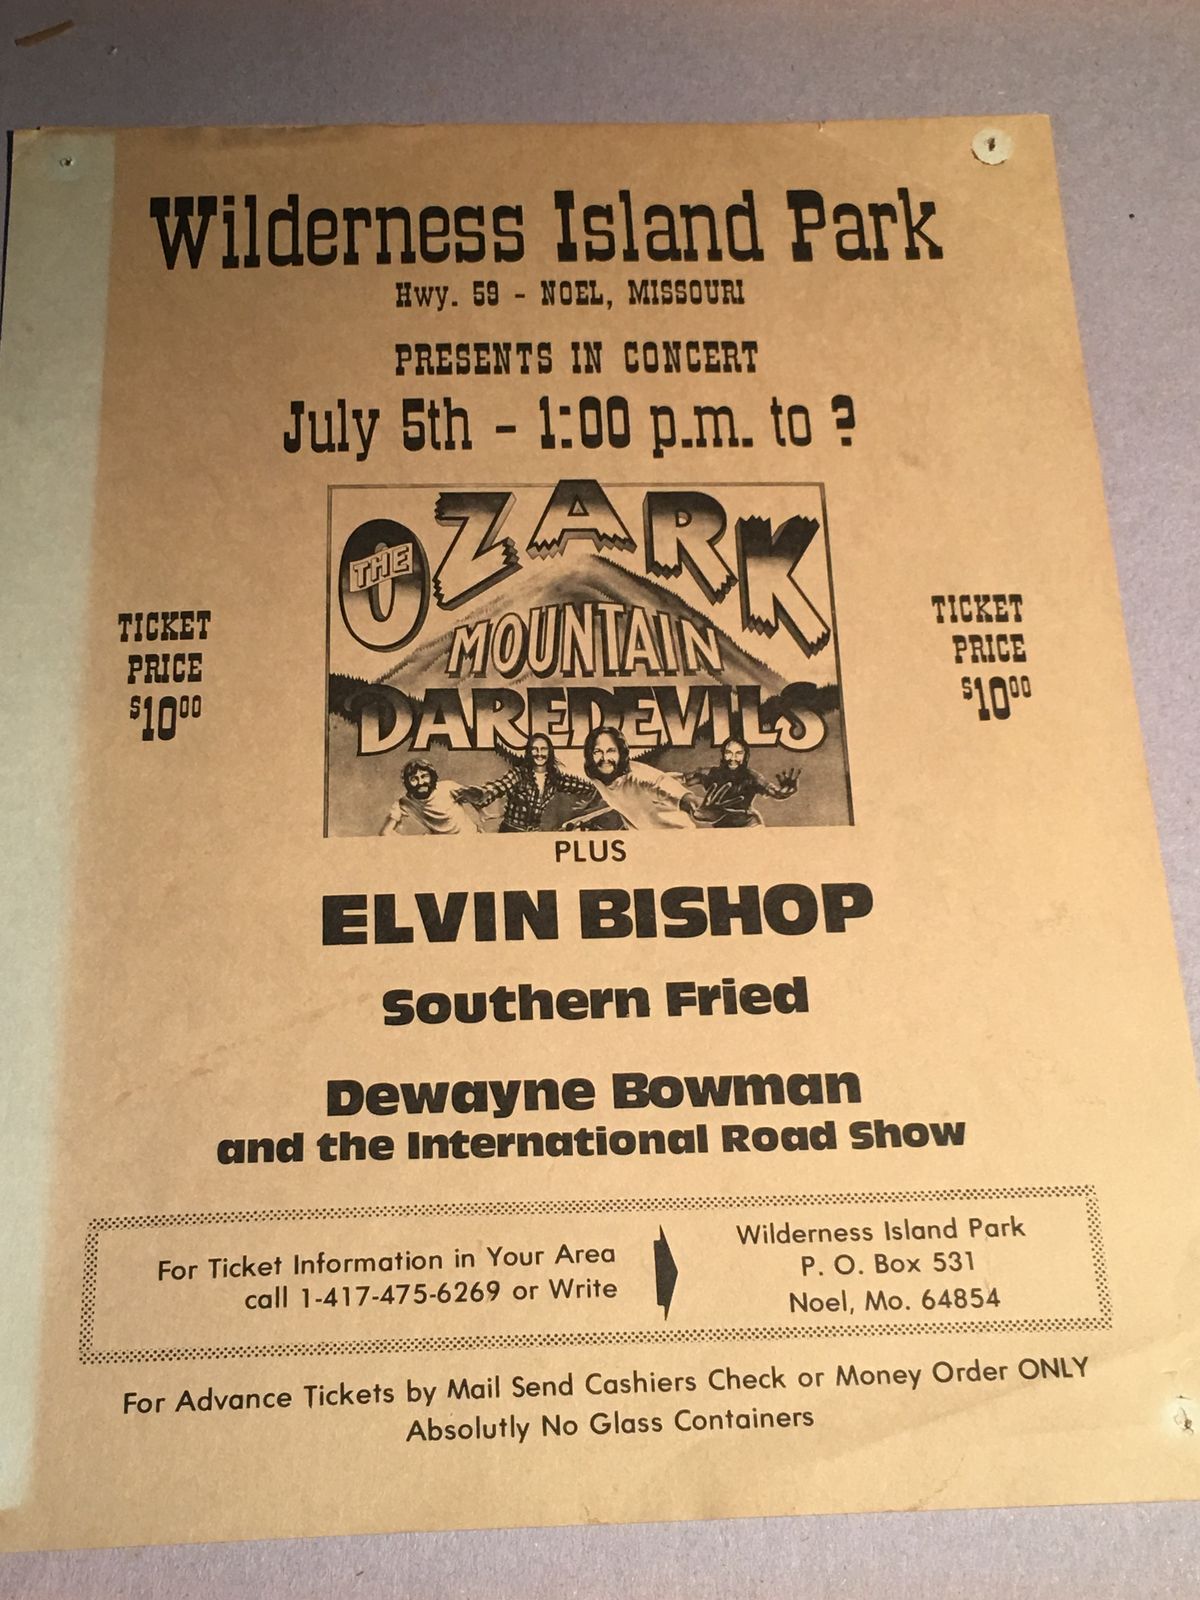 Wilderness Island Park
Hwy. 59 - NOEL, MISSOURI
PRESENTS IN CONCERT
July 5th - 1:00 p.m. to ?
THE OZARK
MOUNTAIN
DAREDEVILS
TICKET
PRICE
$10.00
TICKET
PRICE
$10.00
PLUS
ELVIN BISHOP
Southern Fried
Dewayne Bowman
and the International Road Show
For Ticket Information in Your Area
call 1-417-475-6269 or Write
Wilderness Island Park
P. O. Box 531
Noel, Mo. 64854
For Advance Tickets by Mail Send Cashiers Check or Money Order ONLY
Absolutly No Glass Containers